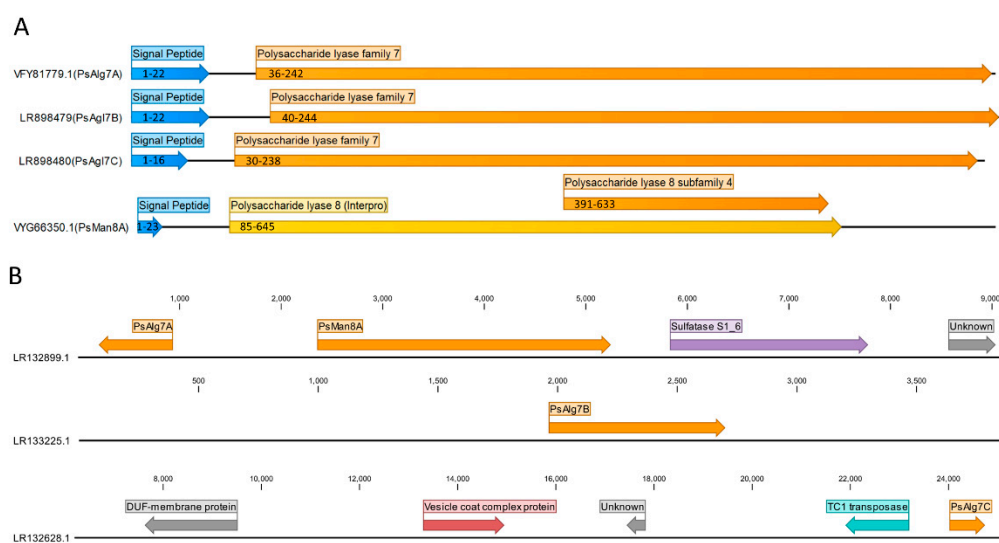 A
Signal Peptide Polysaccharide lyase family 7
VFY81779.1(PsAlg7A) 1-22 36-242
Signal Peptide Polysaccharide lyase family 7
LR898479(PsAgl7B) 1-22 40-244
Signal Peptide Polysaccharide lyase family 7
LR898480(PsAgl7C) 1-16 30-238
Polysaccharide lyase 8 subfamily 4
391-633
Signal Peptide Polysaccharide lyase 8 (Interpro)
VYG66350.1(PsMan8A) 1-23 85-645
B
1,000 2,000 3,000 4,000 5,000 6,000 7,000 8,000 9,000
PsAlg7A PsMan8A Sulfatase S1_6 Unknown
LR132899.1
500 1,000 1,500 2,000 2,500 3,000 3,500
PsAlg7B
LR133225.1
8,000 10,000 12,000 14,000 16,000 18,000 20,000 22,000 24,000
DUF-membrane protein Vesicle coat complex protein Unknown TC1 transposase PsAlg7C
LR132628.1